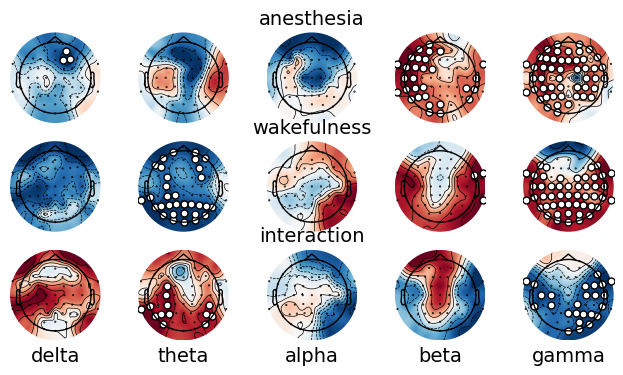 anesthesia
wakefulness
interaction
delta theta alpha beta gamma